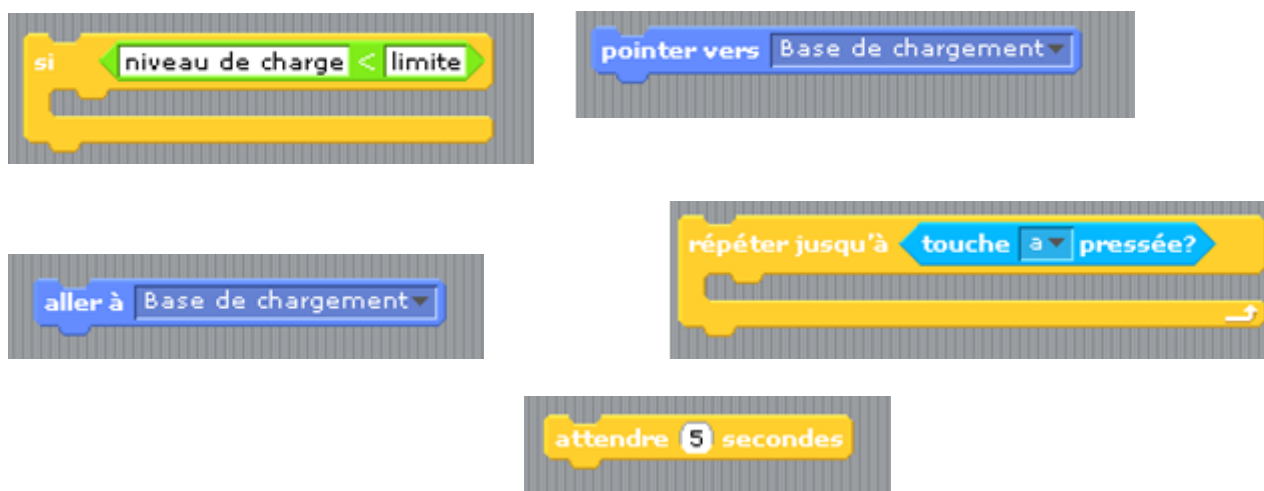 si niveau de charge < limite
pointer vers Base de chargement
aller à Base de chargement
répéter jusqu'à touche a pressée?
attendre 5 secondes